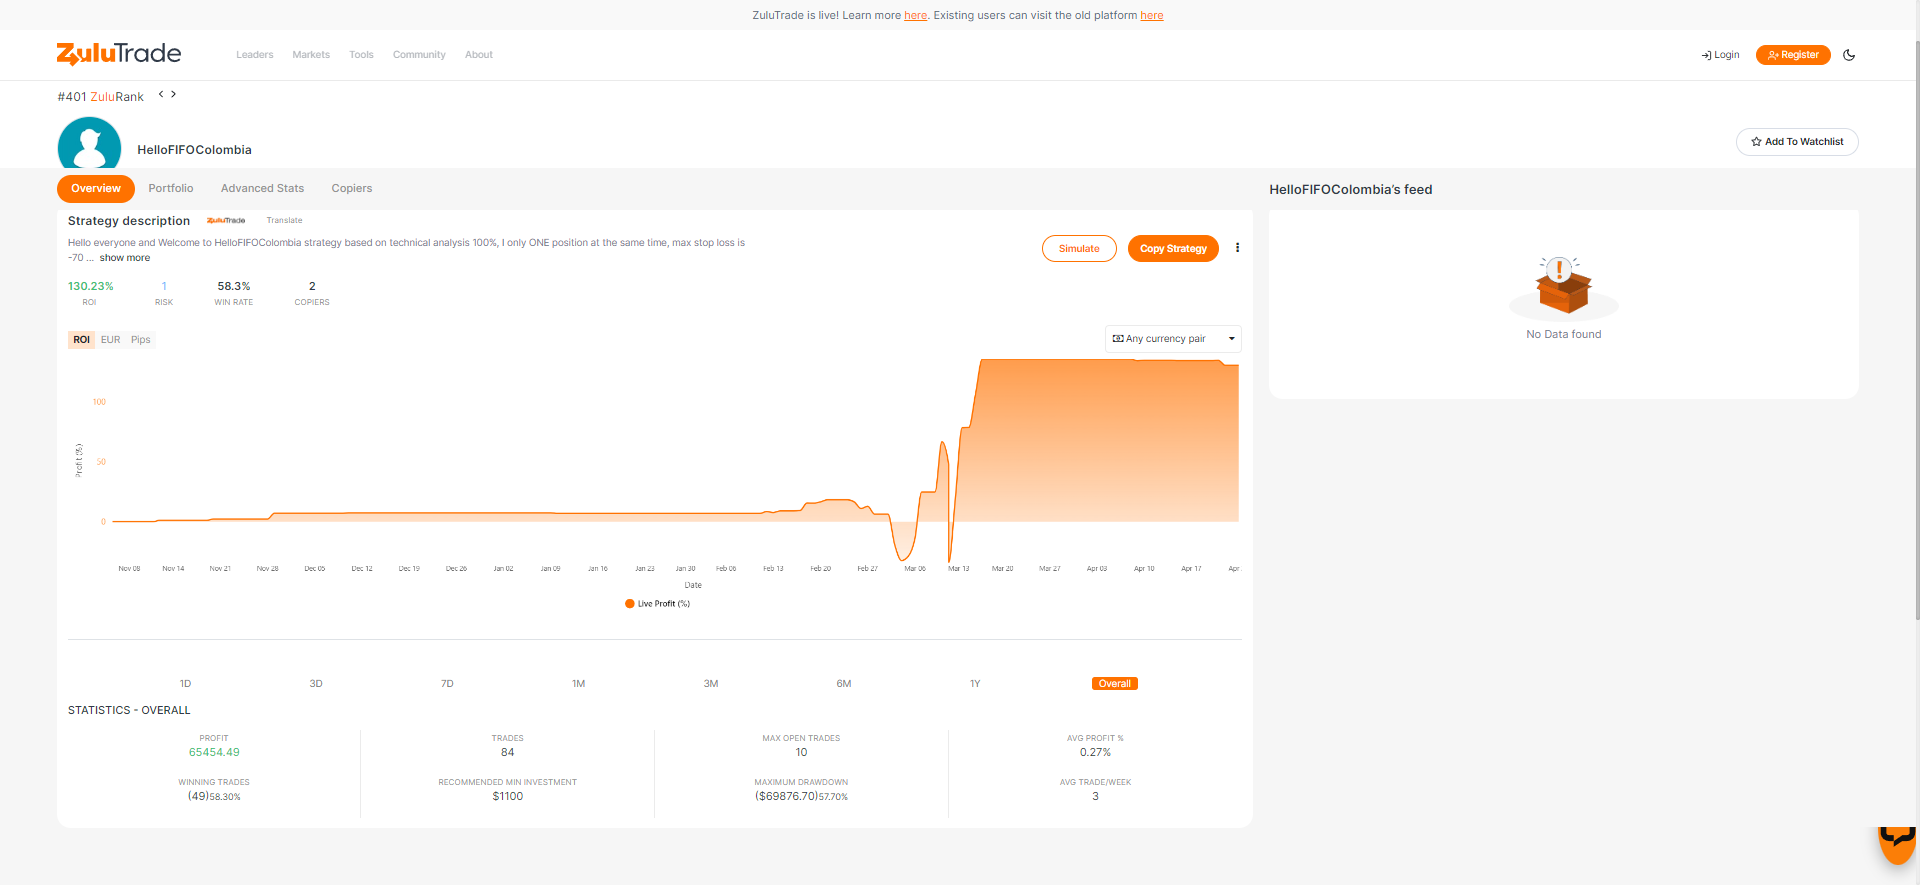 ZuluTrade is live! Learn more here. Existing users can visit the old platform here
ZuluTrade
Leaders Markets Tools Community About
Login Register
#401 ZuluRank < >
HelloFIFOColombia
Add To Watchlist
Overview Portfolio Advanced Stats Copiers
HelloFIFOColombia's feed
Strategy description ZuluTrade Translate
Hello everyone and Welcome to HelloFIFOColombia strategy based on technical analysis 100%, I only ONE position at the same time, max stop loss is
-70 ... show more
Simulate Copy Strategy
130.23% 1 58.3% 2
ROI RISK WIN RATE COPIERS
No Data found
ROI EUR Pips
Any currency pair
100
50
0
Profit (%)
Nov 08 Nov 14 Nov 21 Nov 28 Dec 05 Dec 12 Dec 19 Dec 26 Jan 02 Jan 09 Jan 16 Jan 23 Jan 30 Feb 06 Feb 13 Feb 20 Feb 27 Mar 06 Mar 13 Mar 20 Mar 27 Apr 03 Apr 10 Apr 17 Apr
Date
Live Profit (%)
1D 3D 7D 1M 3M 6M 1Y Overall
STATISTICS - OVERALL
PROFIT TRADES MAX OPEN TRADES AVG PROFIT %
65454.49 84 10 0.27%
WINNING TRADES RECOMMENDED MIN INVESTMENT MAXIMUM DRAWDOWN AVG TRADE/WEEK
(49)58.30% $1100 ($69876.70)57.70% 3